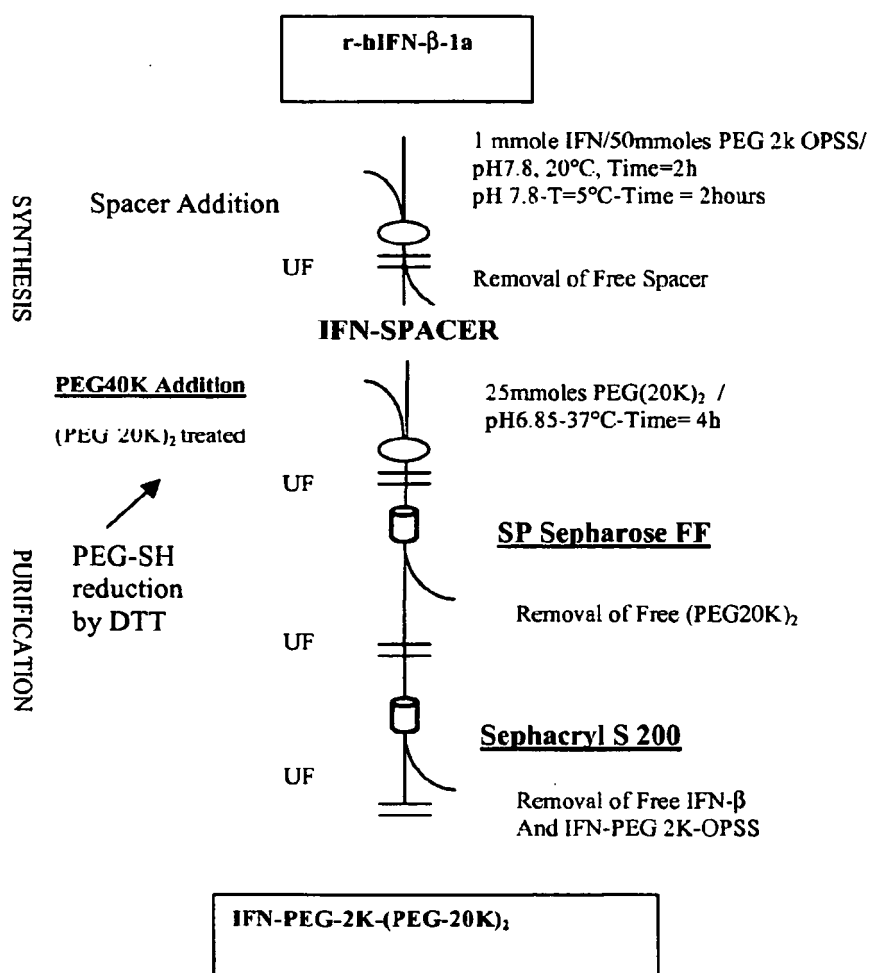 r-hIFN-β-1a
1 mmole IFN/50mmoles PEG 2k OPSS/
pH7.8, 20°C, Time=2h
pH 7.8-T=5°C-Time = 2hours
SYNTHESIS
Spacer Addition
UF
Removal of Free Spacer
IFN-SPACER
PEG40K Addition
(PEG 20K)₂ treated
25mmoles PEG(20K)₂ /
pH6.85-37°C-Time= 4h
UF
PURIFICATION
PEG-SH
reduction
by DTT
SP Sepharose FF
Removal of Free (PEG20K)₂
UF
Sephacryl S 200
UF
Removal of Free IFN-β
And IFN-PEG 2K-OPSS
IFN-PEG-2K-(PEG-20K)₂